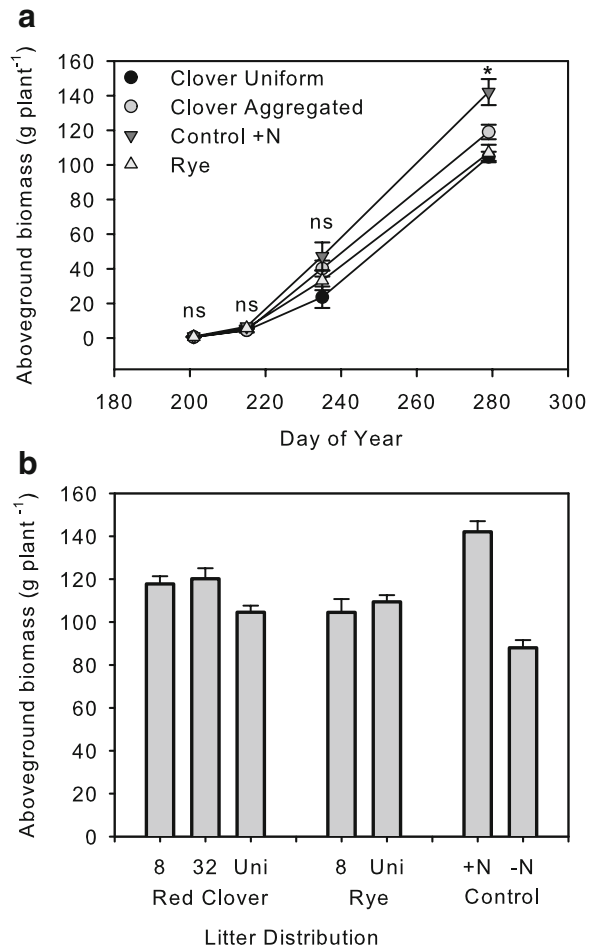 a
Aboveground biomass (g plant⁻¹)
160
140
120
100
80
60
40
20
0
Clover Uniform
Clover Aggregated
Control +N
Rye
ns
ns
ns
*
180 200 220 240 260 280 300
Day of Year
b
Aboveground biomass (g plant ⁻¹)
160
140
120
100
80
60
40
20
0
8 32 Uni 8 Uni +N -N
Red Clover Rye Control
Litter Distribution